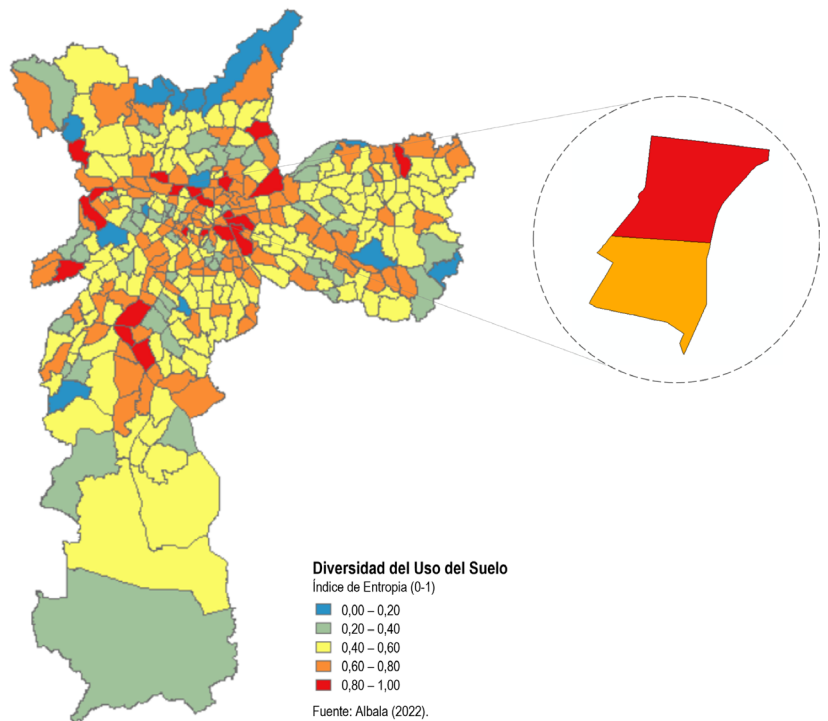 Diversidad del Uso del Suelo
Índice de Entropia (0-1)
0,00 – 0,20
0,20 – 0,40
0,40 – 0,60
0,60 – 0,80
0,80 – 1,00
Fuente: Albala (2022).